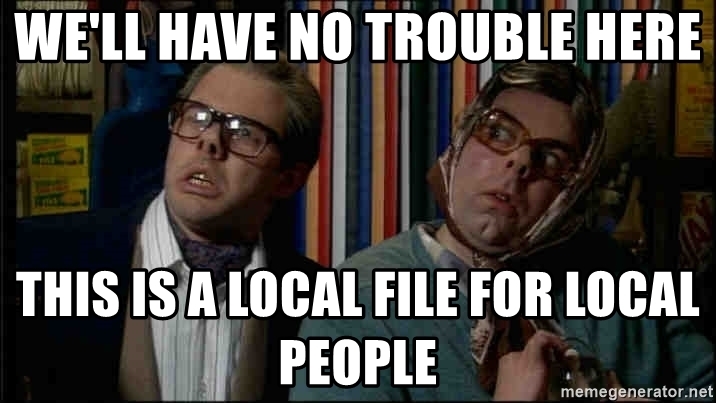 WE'LL HAVE NO TROUBLE HERE
THIS IS A LOCAL FILE FOR LOCAL
PEOPLE
memegenerator.net